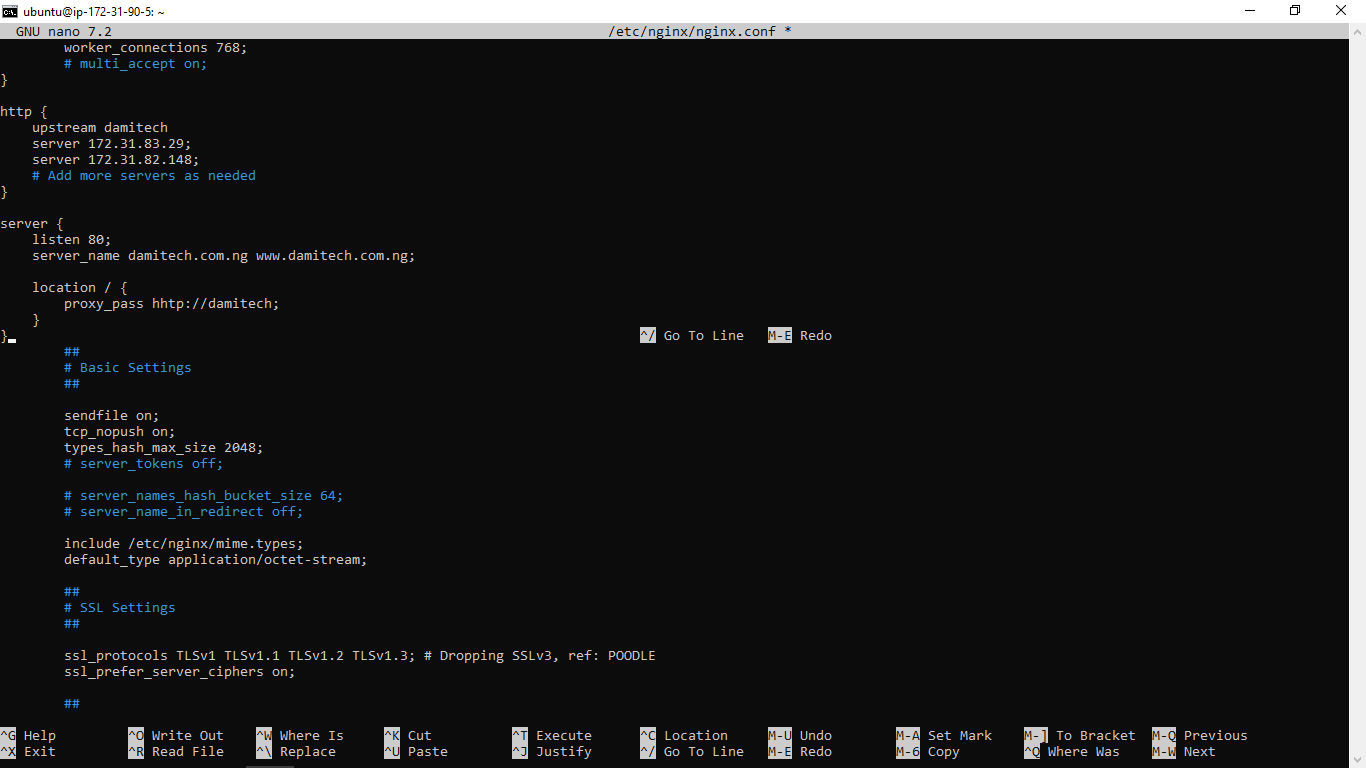 ubuntu@ip-172-31-90-5: ~
GNU nano 7.2 /etc/nginx/nginx.conf *
worker_connections 768;
# multi_accept on;
}
http {
upstream damitech
server 172.31.83.29;
server 172.31.82.148;
# Add more servers as needed
}
server {
listen 80;
server_name damitech.com.ng www.damitech.com.ng;
location / {
proxy_pass hhtp://damitech;
}
} ^/ Go To Line M-E Redo
##
# Basic Settings
##
sendfile on;
tcp_nopush on;
types_hash_max_size 2048;
# server_tokens off;
# server_names_hash_bucket_size 64;
# server_name_in_redirect off;
include /etc/nginx/mime.types;
default_type application/octet-stream;
##
# SSL Settings
##
ssl_protocols TLSv1 TLSv1.1 TLSv1.2 TLSv1.3; # Dropping SSLv3, ref: POODLE
ssl_prefer_server_ciphers on;
##
^G Help ^O Write Out ^W Where Is ^K Cut ^T Execute ^C Location M-U Undo M-A Set Mark M-] To Bracket M-Q Previous
^X Exit ^R Read File ^\ Replace ^U Paste ^J Justify ^/ Go To Line M-E Redo M-6 Copy ^Q Where Was M-W Next